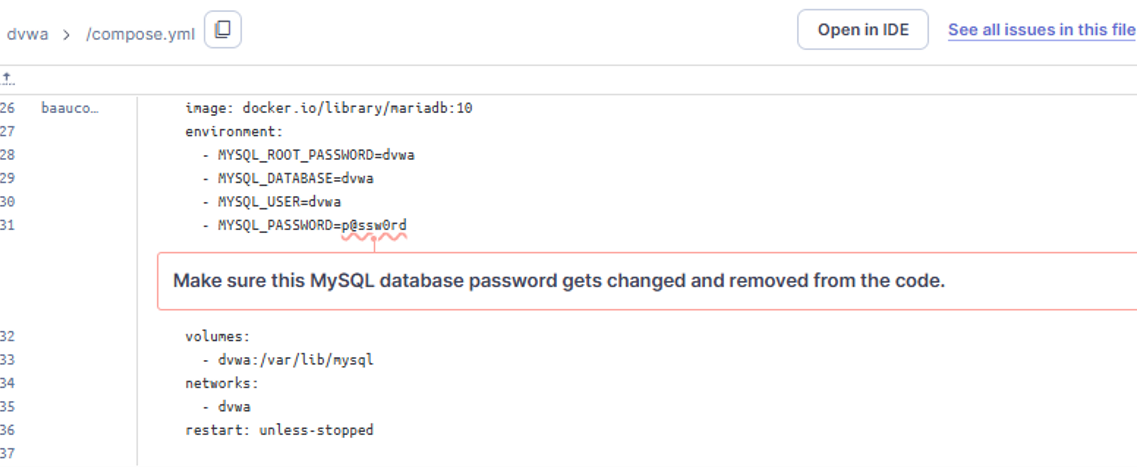 dvwa > /compose.yml Open in IDE See all issues in this file
26 baauco… image: docker.io/library/mariadb:10
27 environment:
28 - MYSQL_ROOT_PASSWORD=dvwa
29 - MYSQL_DATABASE=dvwa
30 - MYSQL_USER=dvwa
31 - MYSQL_PASSWORD=p@ssw0rd
Make sure this MySQL database password gets changed and removed from the code.
32 volumes:
33 - dvwa:/var/lib/mysql
34 networks:
35 - dvwa
36 restart: unless-stopped
37